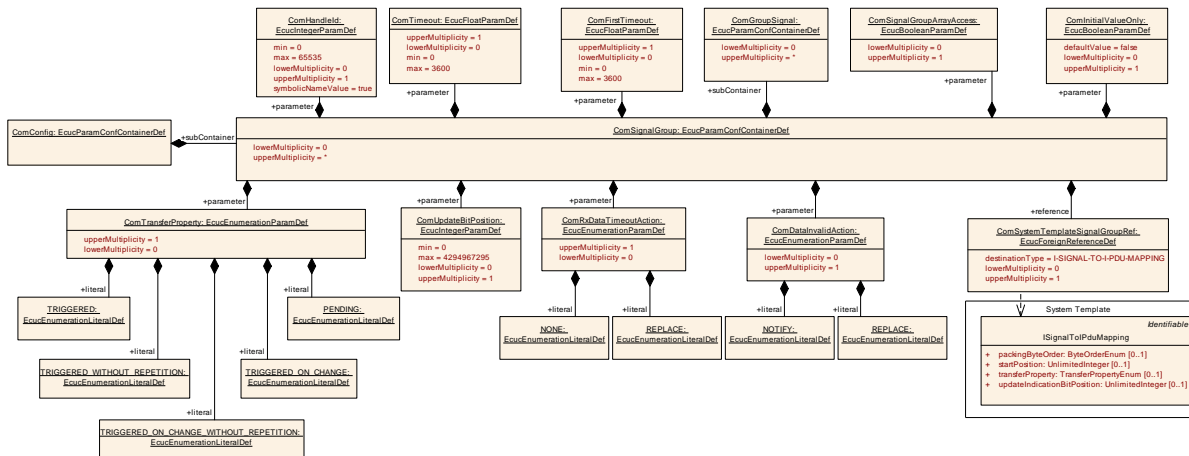 ComHandleId:
EcucIntegerParamDef
min = 0
max = 65535
lowerMultiplicity = 0
upperMultiplicity = 1
symbolicNameValue = true
ComTimeout: EcucFloatParamDef
upperMultiplicity = 1
lowerMultiplicity = 0
min = 0
max = 3600
ComFirstTimeout:
EcucFloatParamDef
upperMultiplicity = 1
lowerMultiplicity = 0
min = 0
max = 3600
ComGroupSignal:
EcucParamConfContainerDef
lowerMultiplicity = 0
upperMultiplicity = *
ComSignalGroupArrayAccess:
EcucBooleanParamDef
lowerMultiplicity = 0
upperMultiplicity = 1
ComInitialValueOnly:
EcucBooleanParamDef
defaultValue = false
lowerMultiplicity = 0
upperMultiplicity = 1
+parameter
+parameter
+parameter
+subContainer
+parameter
+parameter
ComConfig: EcucParamConfContainerDef
+subContainer
ComSignalGroup: EcucParamConfContainerDef
lowerMultiplicity = 0
upperMultiplicity = *
+parameter
+parameter
+parameter
+parameter
+reference
ComTransferProperty: EcucEnumerationParamDef
upperMultiplicity = 1
lowerMultiplicity = 0
ComUpdateBitPosition:
EcucIntegerParamDef
min = 0
max = 4294967295
lowerMultiplicity = 0
upperMultiplicity = 1
ComRxDataTimeoutAction:
EcucEnumerationParamDef
upperMultiplicity = 1
lowerMultiplicity = 0
ComDataInvalidAction:
EcucEnumerationParamDef
lowerMultiplicity = 0
upperMultiplicity = 1
ComSystemTemplateSignalGroupRef:
EcucForeignReferenceDef
destinationType = I-SIGNAL-TO-I-PDU-MAPPING
lowerMultiplicity = 0
upperMultiplicity = 1
+literal
+literal
+literal
+literal
+literal
+literal
TRIGGERED:
EcucEnumerationLiteralDef
PENDING:
EcucEnumerationLiteralDef
NONE:
EcucEnumerationLiteralDef
REPLACE:
EcucEnumerationLiteralDef
NOTIFY:
EcucEnumerationLiteralDef
REPLACE:
EcucEnumerationLiteralDef
System Template
Identifiable
ISignalToIPduMapping
+ packingByteOrder: ByteOrderEnum [0..1]
+ startPosition: UnlimitedInteger [0..1]
+ transferProperty: TransferPropertyEnum [0..1]
+ updateIndicationBitPosition: UnlimitedInteger [0..1]
+literal
+literal
TRIGGERED_WITHOUT_REPETITION:
EcucEnumerationLiteralDef
TRIGGERED_ON_CHANGE:
EcucEnumerationLiteralDef
+literal
TRIGGERED_ON_CHANGE_WITHOUT_REPETITION:
EcucEnumerationLiteralDef